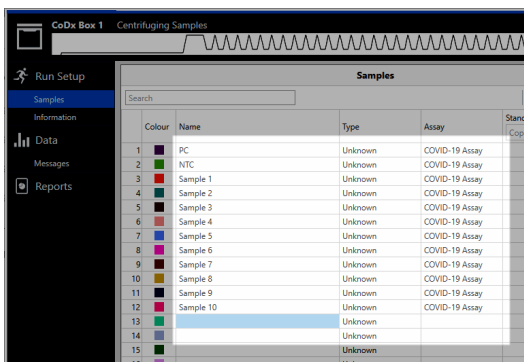 CoDx Box 1 Centrifuging Samples
Run Setup
Samples
Information
Data
Messages
Reports
Samples
Search
Colour Name Type Assay
1 PC Unknown COVID-19 Assay
2 NTC Unknown COVID-19 Assay
3 Sample 1 Unknown COVID-19 Assay
4 Sample 2 Unknown COVID-19 Assay
5 Sample 3 Unknown COVID-19 Assay
6 Sample 4 Unknown COVID-19 Assay
7 Sample 5 Unknown COVID-19 Assay
8 Sample 6 Unknown COVID-19 Assay
9 Sample 7 Unknown COVID-19 Assay
10 Sample 8 Unknown COVID-19 Assay
11 Sample 9 Unknown COVID-19 Assay
12 Sample 10 Unknown COVID-19 Assay
13 Unknown
14 Unknown
15 Unknown